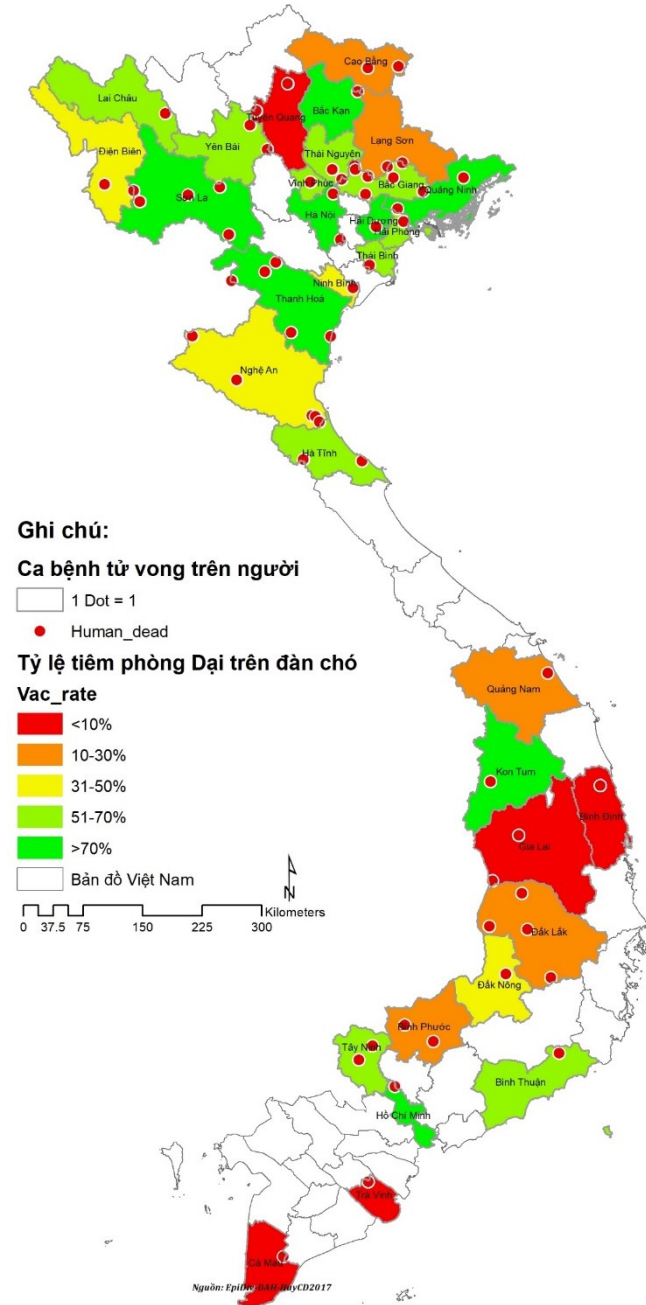 Cao Bằng
Lai Châu
Bắc Kạn
Tuyên Quang
Lạng Sơn
Điện Biên
Yên Bái
Thái Nguyên
Vĩnh Phúc
Bắc Giang
Quảng Ninh
Sơn La
Hà Nội
Hải Dương
Hải Phòng
Thái Bình
Ninh Bình
Thanh Hoá
Nghệ An
Hà Tĩnh
Ghi chú:
Ca bệnh tử vong trên người
1 Dot = 1
Human_dead
Tỷ lệ tiêm phòng Dại trên đàn chó
Vac_rate
<10%
10-30%
31-50%
51-70%
>70%
Bản đồ Việt Nam
N
Kilometers
0 37.5 75 150 225 300
Quảng Nam
Kon Tum
Bình Định
Gia Lai
Đắk Lắk
Đắk Nông
Bình Phước
Tây Ninh
Bình Thuận
Hồ Chí Minh
Trà Vinh
Cà Mau